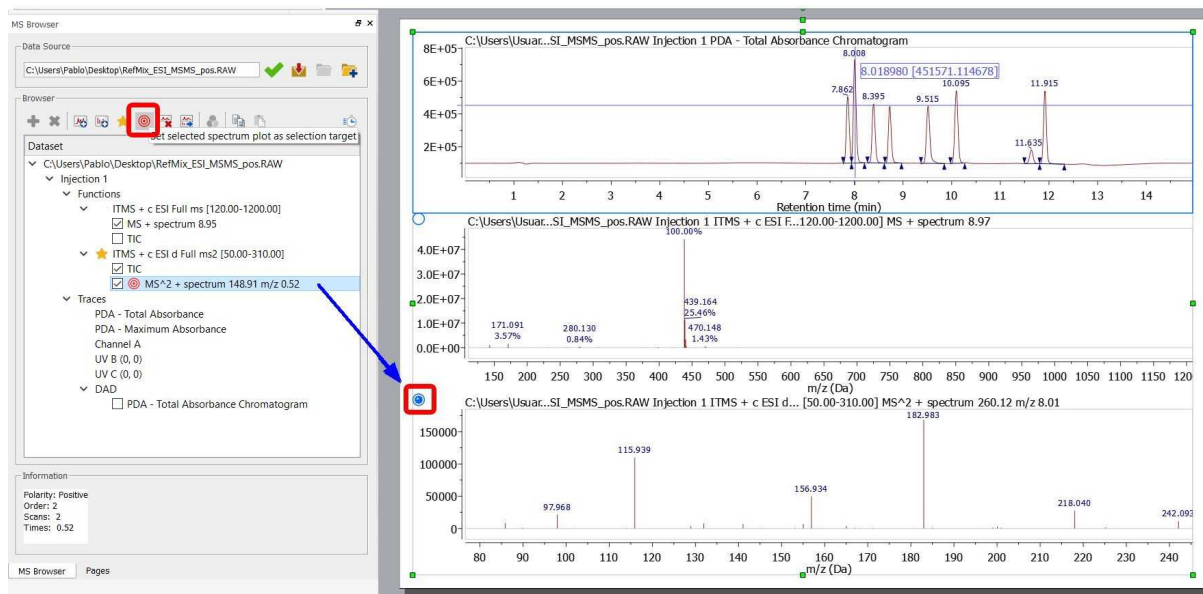 MS Browser
Data Source
C:\Users\Pablo\Desktop\RefMix_ESI_MSMS_pos.RAW
Browser
Set selected spectrum plot as selection target
Dataset
C:\Users\Pablo\Desktop\RefMix_ESI_MSMS_pos.RAW
Injection 1
Functions
ITMS + c ESI Full ms [120.00-1200.00]
MS + spectrum 8.95
TIC
ITMS + c ESI d Full ms2 [50.00-310.00]
TIC
MS^2 + spectrum 148.91 m/z 0.52
Traces
PDA - Total Absorbance
PDA - Maximum Absorbance
Channel A
UV B (0, 0)
UV C (0, 0)
DAD
PDA - Total Absorbance Chromatogram
Information
Polarity: Positive
Order: 2
Scans: 2
Times: 0.52
MS Browser Pages
C:\Users\Usuar...SI_MSMS_pos.RAW Injection 1 PDA - Total Absorbance Chromatogram
8E+05
8.008
8.018980 [451571.114678]
6E+05
7.862 8.395 9.515 10.095 11.915
4E+05
11.635
2E+05
1 2 3 4 5 6 7 8 9 10 11 12 13 14
Retention time (min)
C:\Users\Usuar...SI_MSMS_pos.RAW Injection 1 ITMS + c ESI F...120.00-1200.00] MS + spectrum 8.97
100.00%
4.0E+07
3.0E+07
2.0E+07
439.164
25.46%
1.0E+07
171.091 280.130 470.148
3.57% 0.84% 1.43%
0.0E+00
150 200 250 300 350 400 450 500 550 600 650 700 750 800 850 900 950 1000 1050 1100 1150 120
m/z (Da)
C:\Users\Usuar...SI_MSMS_pos.RAW Injection 1 ITMS + c ESI d... [50.00-310.00] MS^2 + spectrum 260.12 m/z 8.01
182.983
150000
115.939
100000
156.934
50000
97.968 218.040 242.093
0
80 90 100 110 120 130 140 150 160 170 180 190 200 210 220 230 240
m/z (Da)